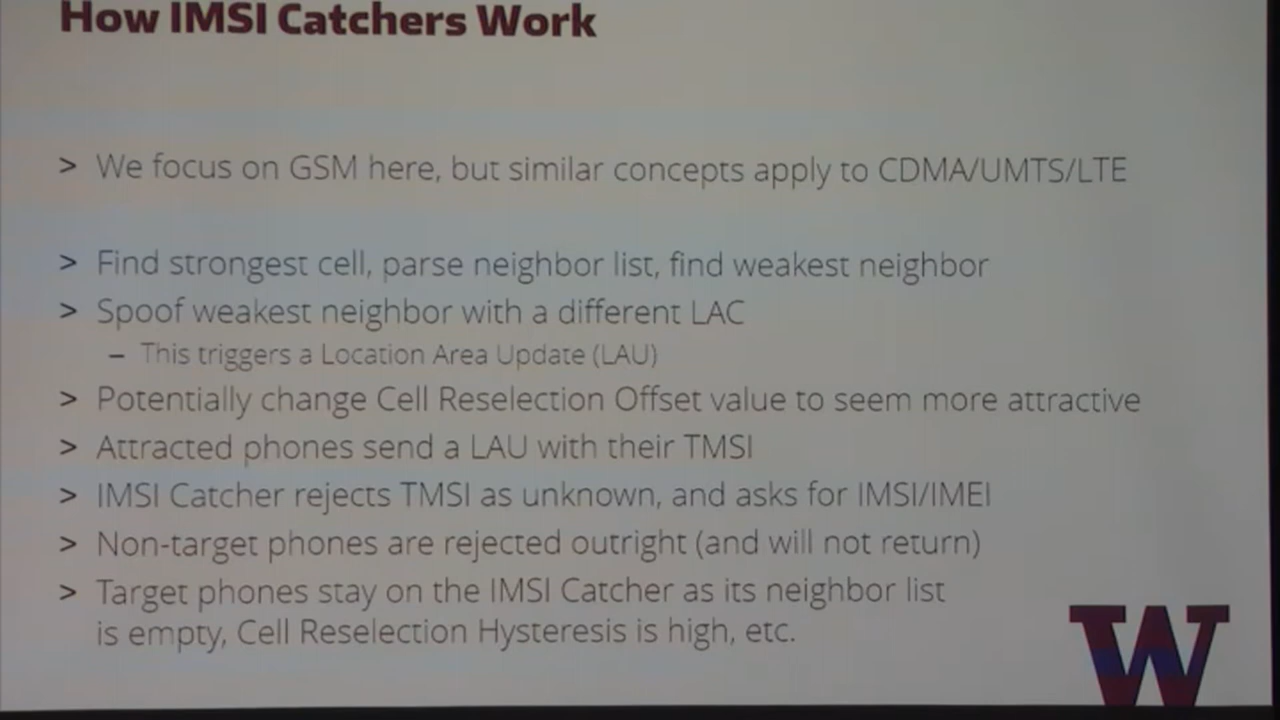 How IMSI Catchers Work
> We focus on GSM here, but similar concepts apply to CDMA/UMTS/LTE
> Find strongest cell, parse neighbor list, find weakest neighbor
> Spoof weakest neighbor with a different LAC
– This triggers a Location Area Update (LAU)
> Potentially change Cell Reselection Offset value to seem more attractive
> Attracted phones send a LAU with their TMSI
> IMSI Catcher rejects TMSI as unknown, and asks for IMSI/IMEI
> Non-target phones are rejected outright (and will not return)
> Target phones stay on the IMSI Catcher as its neighbor list
is empty, Cell Reselection Hysteresis is high, etc.
W